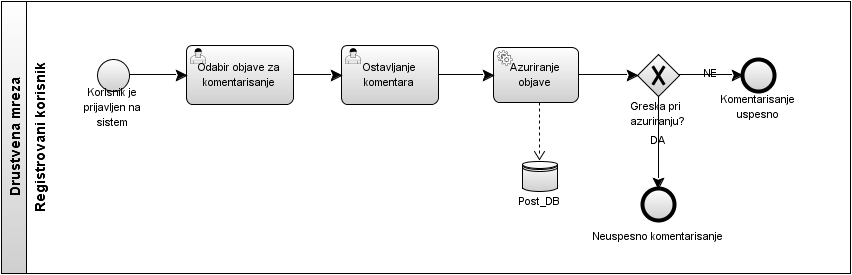 Drustvena mreza
Registrovani korisnik
Korisnik je
prijavljen na
sistem
Odabir objave za
komentarisanje
Ostavljanje
komentara
Azuriranje
objave
Post_DB
Greska pri
azuriranju?
NE
Komentarisanje
uspesno
DA
Neuspesno komentarisanje